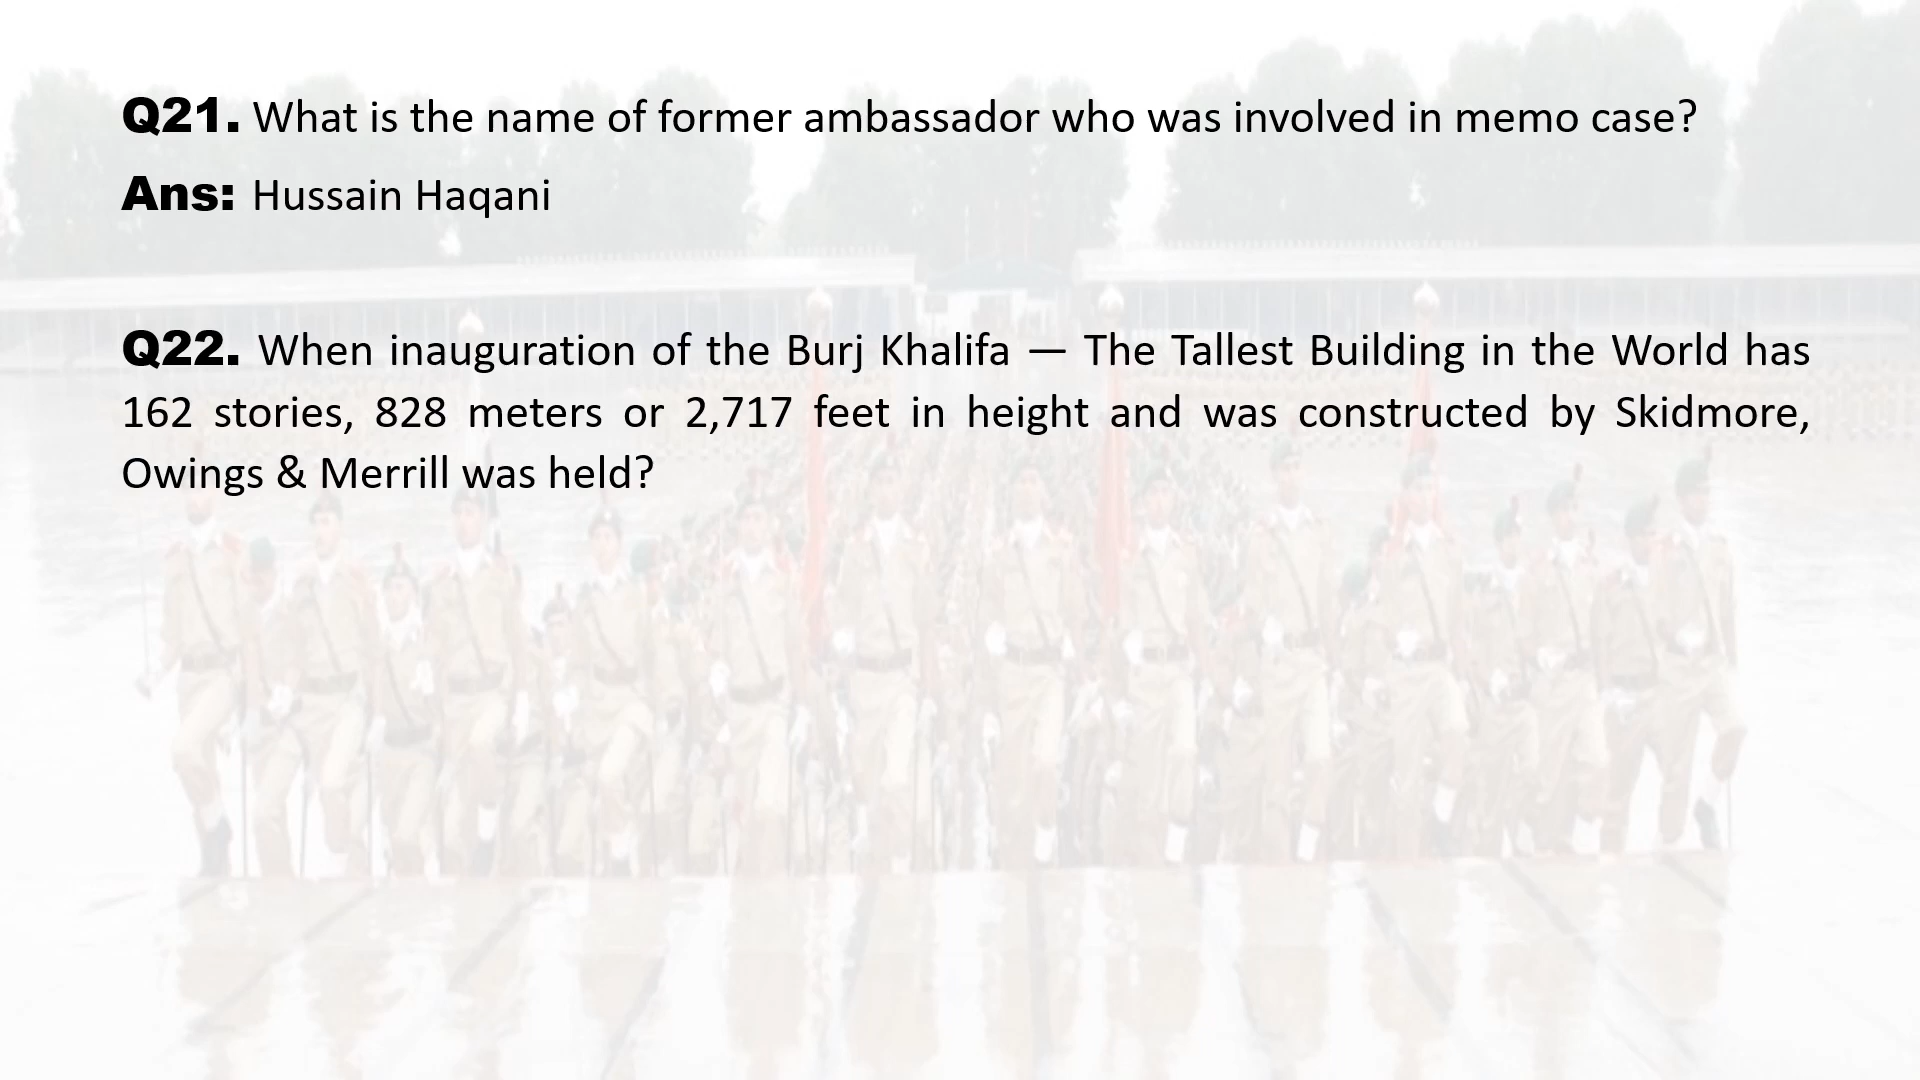 Q21. What is the name of former ambassador who was involved in memo case?
Ans: Hussain Haqani
Q22. When inauguration of the Burj Khalifa — The Tallest Building in the World has
162 stories, 828 meters or 2,717 feet in height and was constructed by Skidmore,
Owings & Merrill was held?